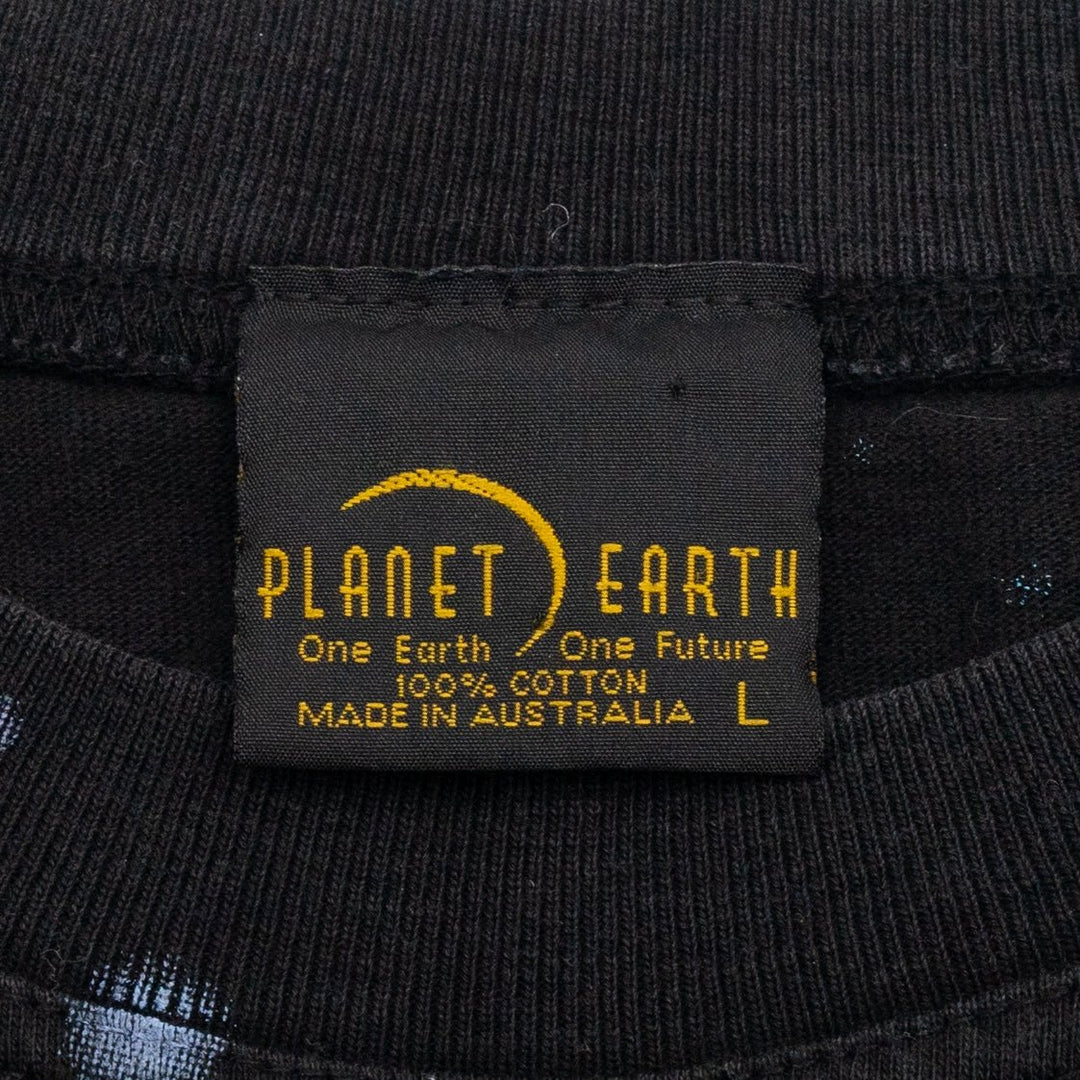 PLANET EARTH
One Earth One Future
100% COTTON
MADE IN AUSTRALIA L